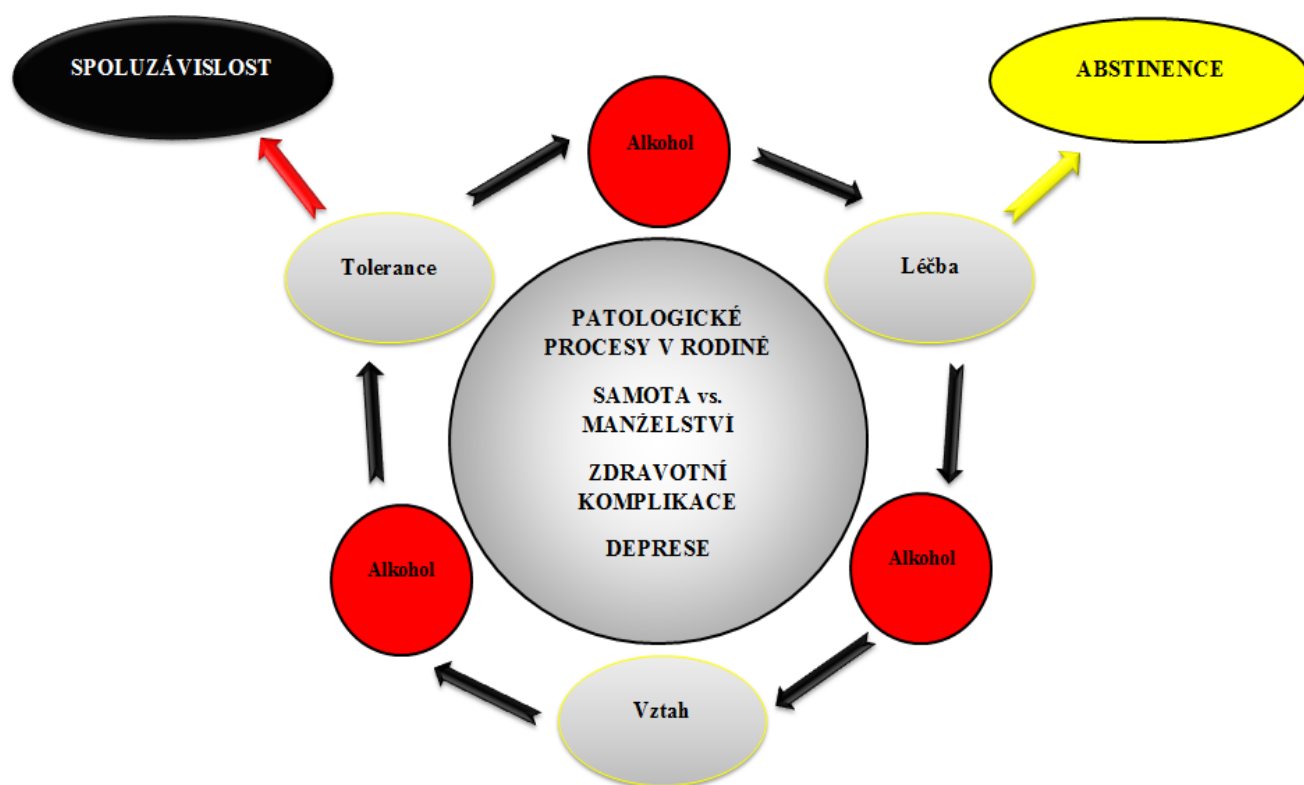 SPOLUZÁVISLOST
ABSTINENCE
Alkohol
Tolerance
Léčba
PATOLOGICKÉ
PROCESY V RODINĚ
SAMOTA vs.
MANŽELSTVÍ
ZDRAVOTNÍ
KOMPLIKACE
DEPRESE
Alkohol
Alkohol
Vztah